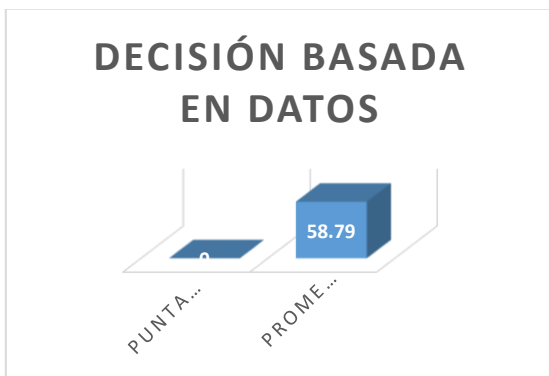 DECISIÓN BASADA
EN DATOS
58.79
0
PUNTA...
PROME...